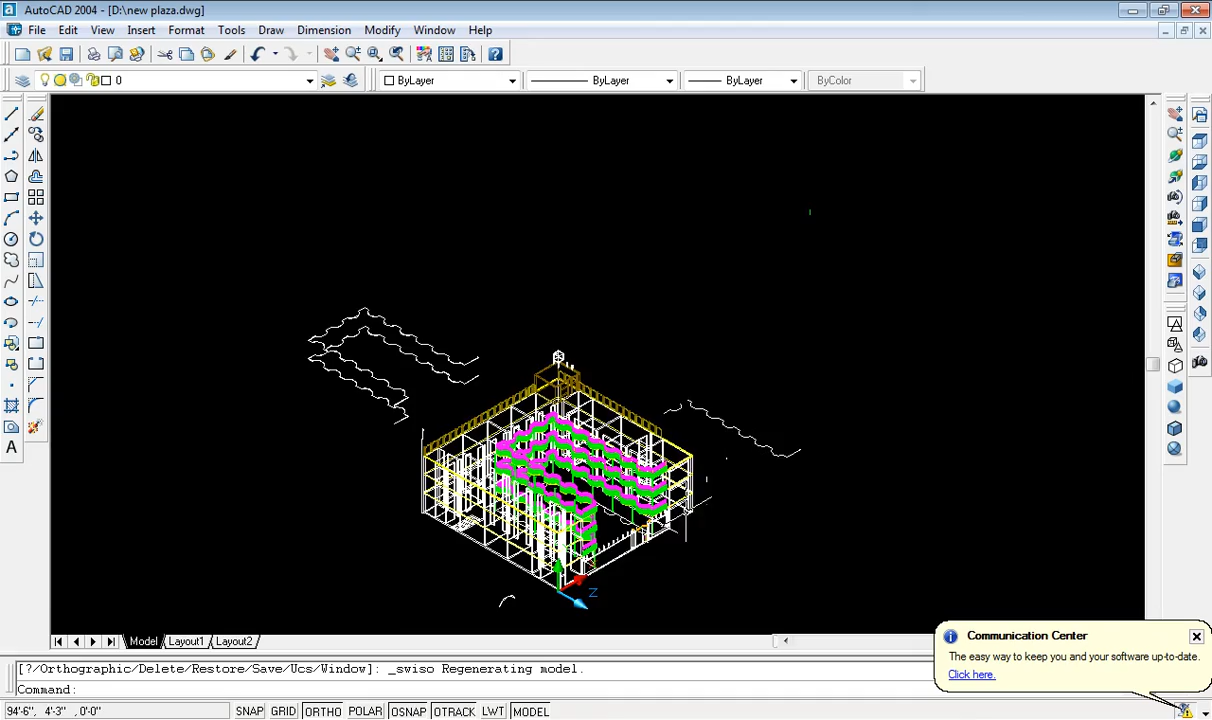 AutoCAD 2004 - [D:\new plaza.dwg]
File Edit View Insert Format Tools Draw Dimension Modify Window Help
0 ByLayer ByLayer ByLayer ByColor
A
Z
Model Layout1 Layout2
Communication Center
The easy way to keep you and your software up-to-date.
Click here.
[?/Orthographic/Delete/Restore/Save/Ucs/Window]: _swiso Regenerating model.
Command:
94'-6", 4'-3" ,0'-0" SNAP GRID ORTHO POLAR OSNAP OTRACK LWT MODEL